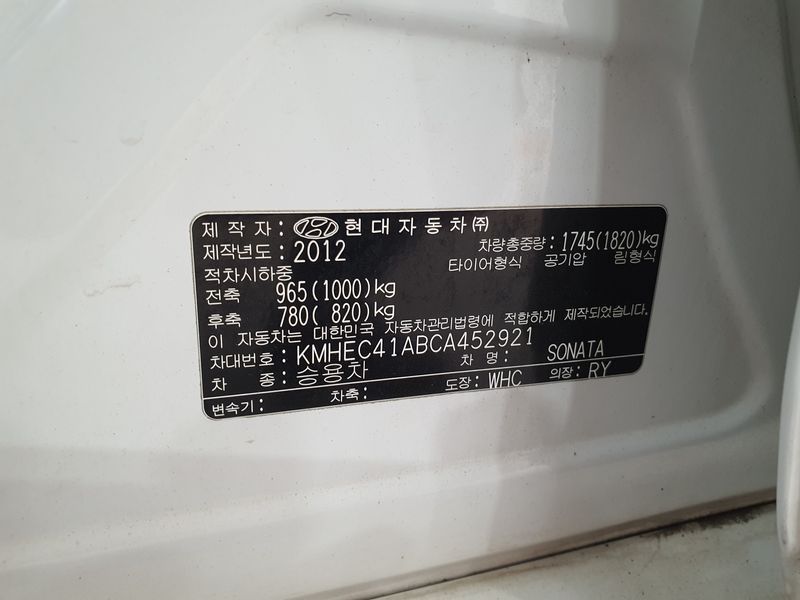 제 작 자 : 현대자동차㈜
제작년도 : 2012 차량총중량 : 1745(1820)kg
적차시하중 타이어형식 공기압 림형식
전축 965(1000)kg
후축 780( 820)kg
이 자동차는 대한민국 자동차관리법령에 적합하게 제작되었습니다.
차대번호 : KMHEC41ABCA452921
차 종 : 승용차 차 명 : SONATA
변속기 : 차축 : 도장 : WHC 의장 : RY